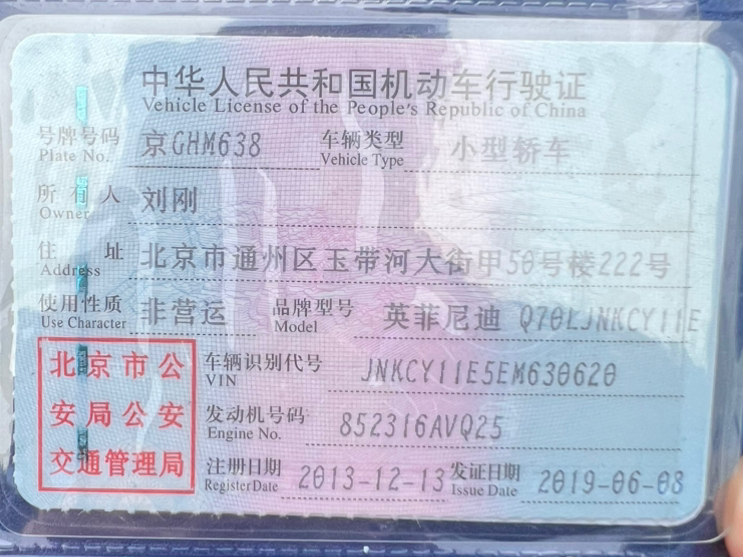 中华人民共和国机动车行驶证
Vehicle License of the People's Republic of China
号牌号码 京GHM638 车辆类型 小型轿车
Plate No. Vehicle Type
所有人 刘刚
Owner
住址 北京市通州区玉带河大街甲50号楼222号
Address
使用性质 非营运 品牌型号 英菲尼迪 Q70LJNKCY11E
Use Character Model
北京市公安局公安交通管理局
车辆识别代号 JNKCY11E5EM630620
VIN
发动机号码 852316AVQ25
Engine No.
注册日期 2013-12-13 发证日期 2019-06-08
Register Date Issue Date